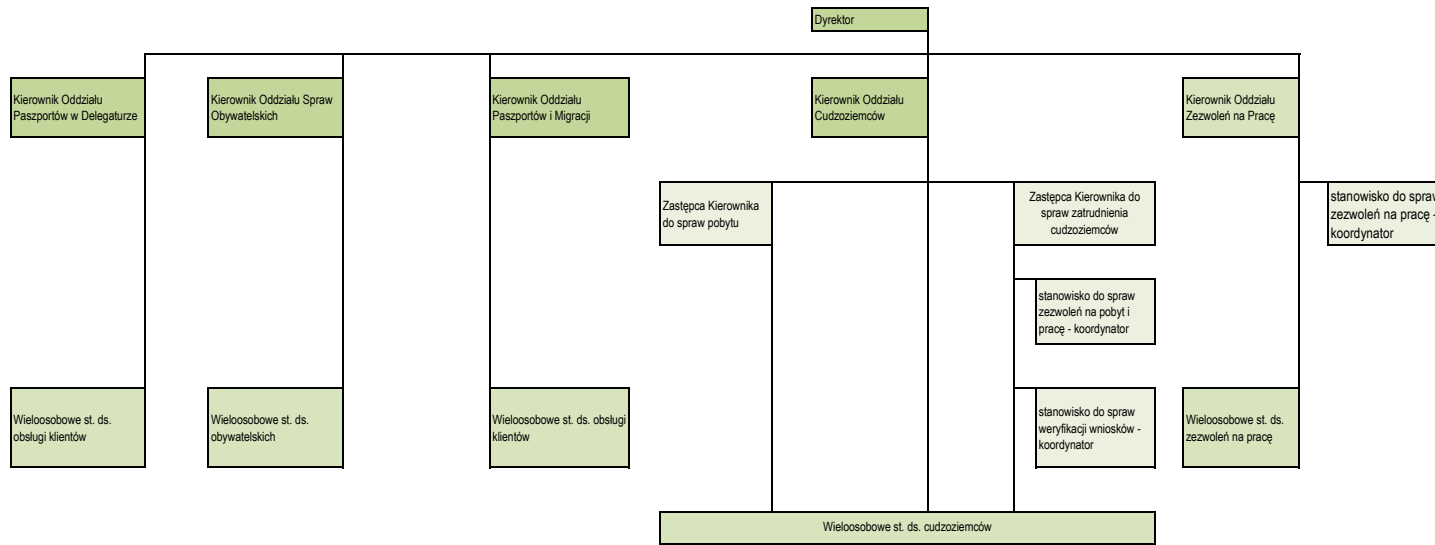 Dyrektor
Kierownik Oddziału
Paszportów w Delegaturze
Kierownik Oddziału Spraw
Obywatelskich
Kierownik Oddziału
Paszportów i Migracji
Kierownik Oddziału
Cudzoziemców
Kierownik Oddziału
Zezwoleń na Pracę
Zastępca Kierownika
do spraw pobytu
Zastępca Kierownika do
spraw zatrudnienia
cudzoziemców
stanowisko do spraw
zezwoleń na pracę -
koordynator
stanowisko do spraw
zezwoleń na pobyt i
pracę - koordynator
Wieloosobowe st. ds.
obsługi klientów
Wieloosobowe st. ds.
obywatelskich
Wieloosobowe st. ds. obsługi
klientów
stanowisko do spraw
weryfikacji wniosków -
koordynator
Wieloosobowe st. ds.
zezwoleń na pracę
Wieloosobowe st. ds. cudzoziemców